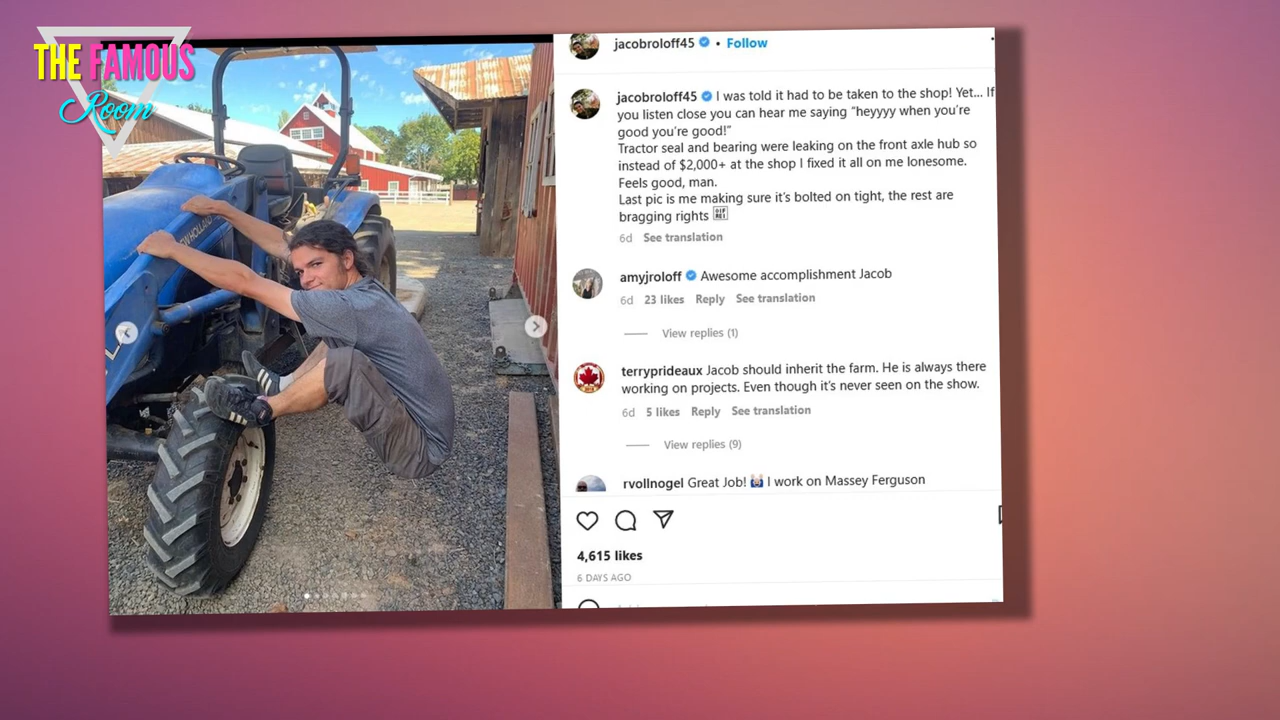 THE FAMOUS
Room
NEW HOLLAND
jacobroloff45 • Follow
jacobroloff45 I was told it had to be taken to the shop! Yet... If
you listen close you can hear me saying “heyyyy when you’re
good you’re good!”
Tractor seal and bearing were leaking on the front axle hub so
instead of $2,000+ at the shop I fixed it all on me lonesome.
Feels good, man.
Last pic is me making sure it’s bolted on tight, the rest are
bragging rights
6d See translation
amyjroloff Awesome accomplishment Jacob
6d 23 likes Reply See translation
View replies (1)
terryprideaux Jacob should inherit the farm. He is always there
working on projects. Even though it’s never seen on the show.
6d 5 likes Reply See translation
View replies (9)
rvollnogel Great Job! I work on Massey Ferguson
4,615 likes
6 DAYS AGO